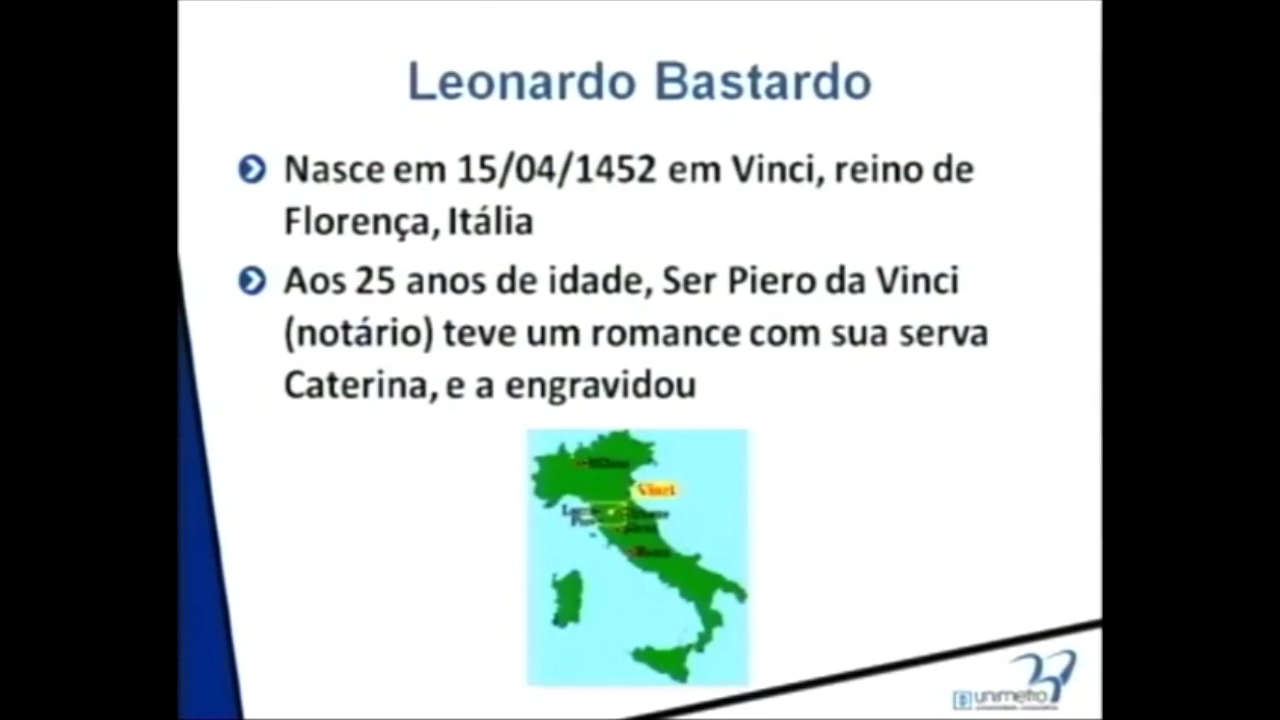 Leonardo Bastardo
Nasce em 15/04/1452 em Vinci, reino de
Florença, Itália
Aos 25 anos de idade, Ser Piero da Vinci
(notário) teve um romance com sua serva
Caterina, e a engravidou
Vinci
unimetro